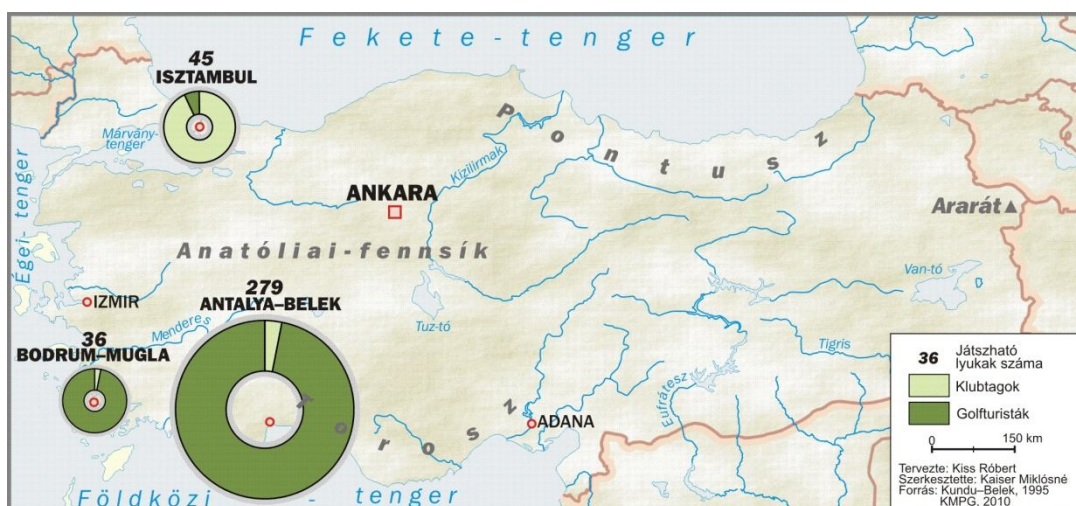 Fekete-tenger
45
ISZTAMBUL
Márvány-
tenger
Égei-tenger
Pontusz
Kizilirmak
ANKARA
Ararát
Anatóliai-fennsík
Van-tó
279
ANTALYA–BELEK
IZMIR
Tuz-tó
Menderes
36
BODRUM–MUGLA
Tigris
Eufrátesz
Torosz
ADANA
Földközi - tenger
36 Játszható
lyukak száma
Klubtagok
Golfturisták
0 150 km
Tervezte: Kiss Róbert
Szerkesztette: Kaiser Miklósné
Forrás: Kundu–Belek, 1995
KMPG, 2010